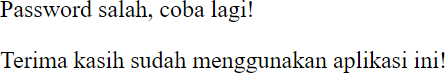 Password salah, coba lagi!
Terima kasih sudah menggunakan aplikasi ini!